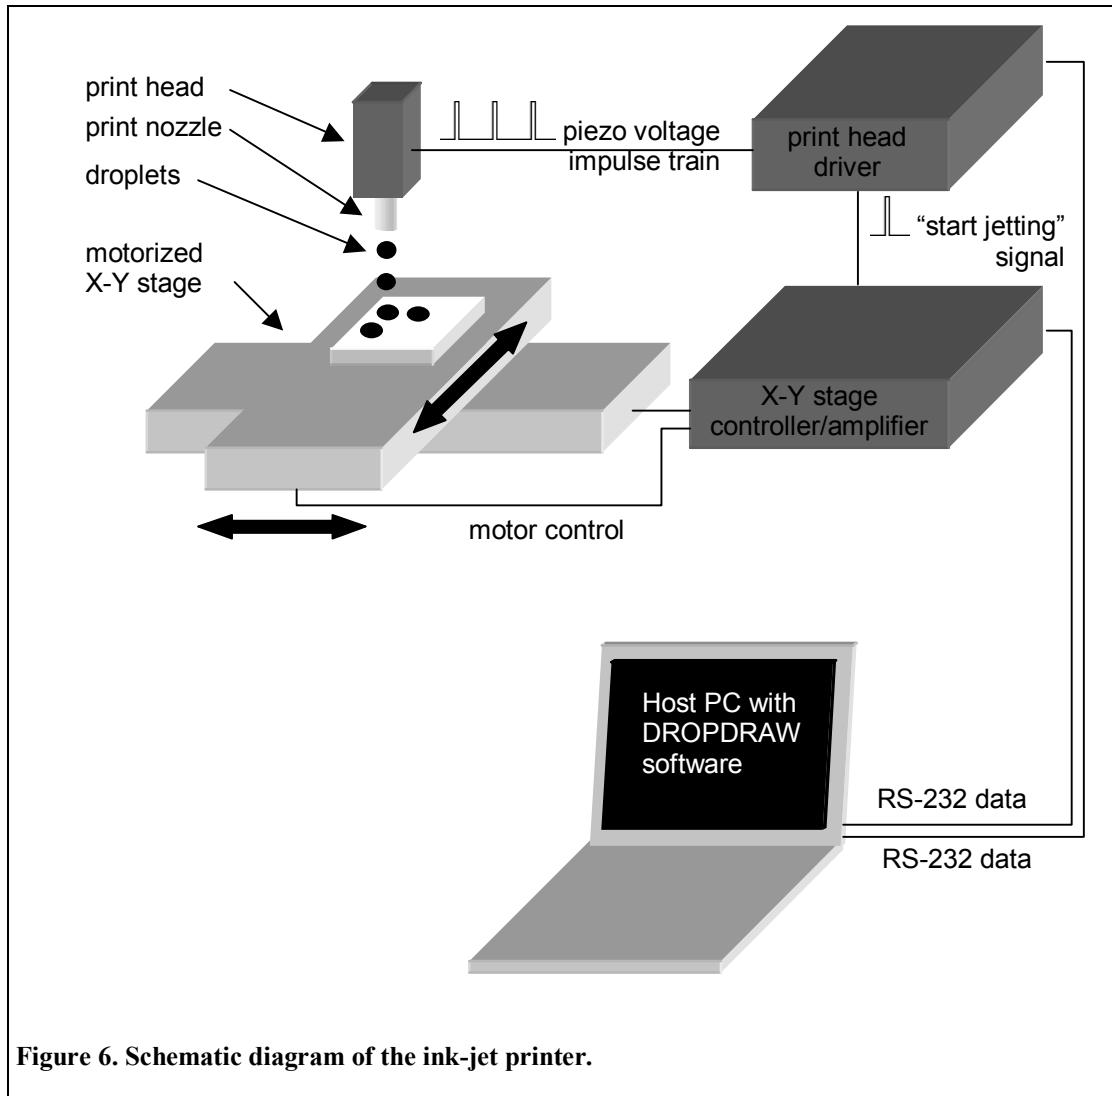 print head
print nozzle
droplets
motorized
X-Y stage
piezo voltage
impulse train
print head
driver
“start jetting”
signal
X-Y stage
controller/amplifier
motor control
Host PC with
DROPDRAW
software
RS-232 data
RS-232 data
Figure 6. Schematic diagram of the ink-jet printer.